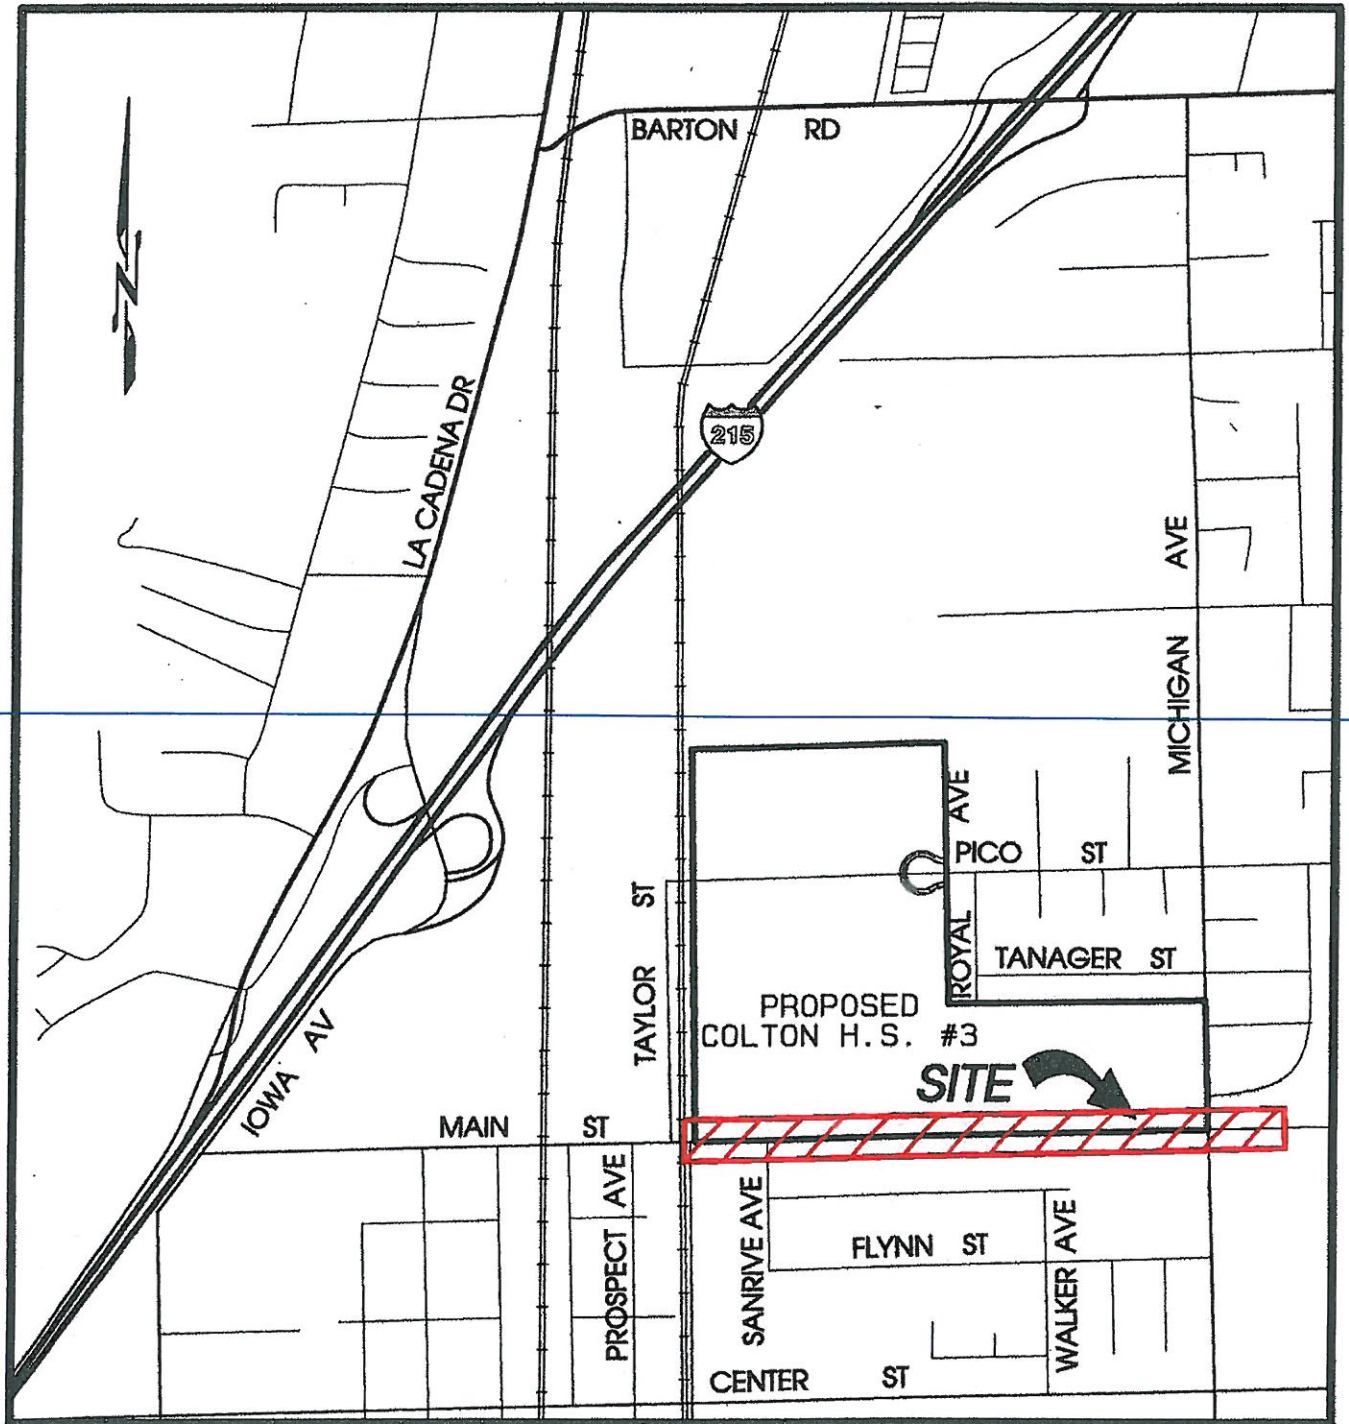 BARTON RD
N
LA CADENA DR
215
MICHIGAN AVE
ROYAL AVE
PICO ST
TAYLOR ST
TANAGER ST
PROPOSED
COLTON H.S. #3
SITE
IOWA AV
MAIN ST
PROSPECT AVE
SANRIVE AVE
FLYNN ST
WALKER AVE
CENTER ST